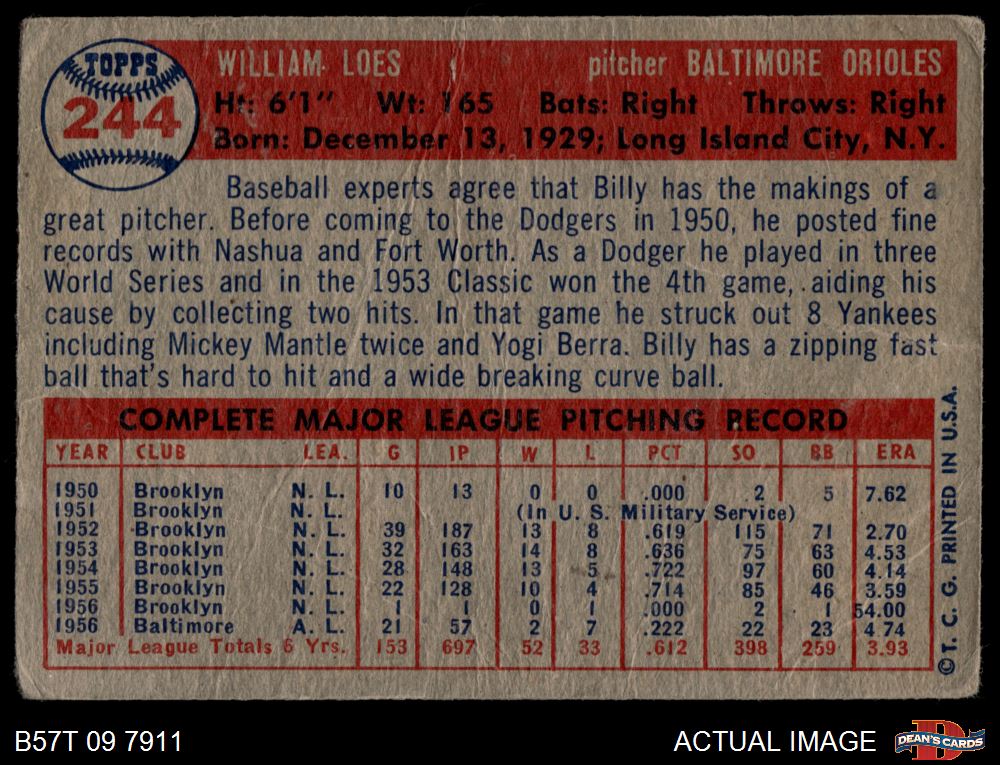 TOPPS
244
WILLIAM LOES pitcher BALTIMORE ORIOLES
Ht: 6'1" Wt: 165 Bats: Right Throws: Right
Born: December 13, 1929; Long Island City, N.Y.
Baseball experts agree that Billy has the makings of a
great pitcher. Before coming to the Dodgers in 1950, he posted fine
records with Nashua and Fort Worth. As a Dodger he played in three
World Series and in the 1953 Classic won the 4th game, aiding his
cause by collecting two hits. In that game he struck out 8 Yankees
including Mickey Mantle twice and Yogi Berra. Billy has a zipping fast
ball that's hard to hit and a wide breaking curve ball.
COMPLETE MAJOR LEAGUE PITCHING RECORD
YEAR CLUB LEA. G IP W L PCT SO BB ERA
1950 Brooklyn N. L. 10 13 0 0 .000 2 5 7.62
1951 Brooklyn N. L. (In U. S. Military Service)
1952 Brooklyn N. L. 39 187 13 8 .619 115 71 2.70
1953 Brooklyn N. L. 32 163 14 8 .636 75 63 4.53
1954 Brooklyn N. L. 28 148 13 5 .722 97 60 4.14
1955 Brooklyn N. L. 22 128 10 4 .714 85 46 3.59
1956 Brooklyn N. L. 1 1 0 1 .000 2 1 54.00
1956 Baltimore A. L. 21 57 2 7 .222 22 23 4 74
Major League Totals 6 Yrs. 153 697 52 33 .612 398 259 3.93
© T. C. G. PRINTED IN U.S.A.
B57T 09 7911 ACTUAL IMAGE
DEAN'S CARDS